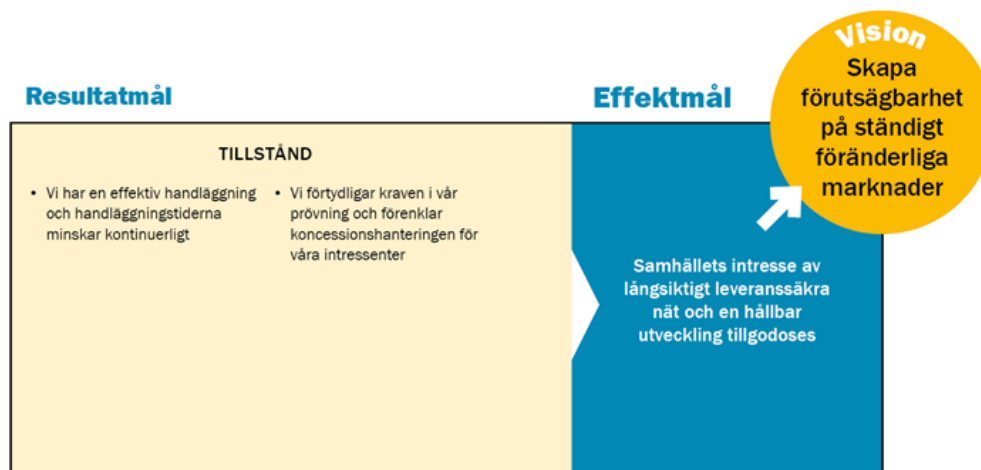 Resultatmål
TILLSTÅND
• Vi har en effektiv handläggning
och handläggningstiderna
minskar kontinuerligt
• Vi förtydligar kraven i vår
prövning och förenklar
koncessionshanteringen för
våra intressenter
Effektmål
Samhällets intresse av
långsiktigt leveranssäkra
nät och en hållbar
utveckling tillgodoses
Vision
Skapa
förutsägbarhet
på ständigt
föränderliga
marknader